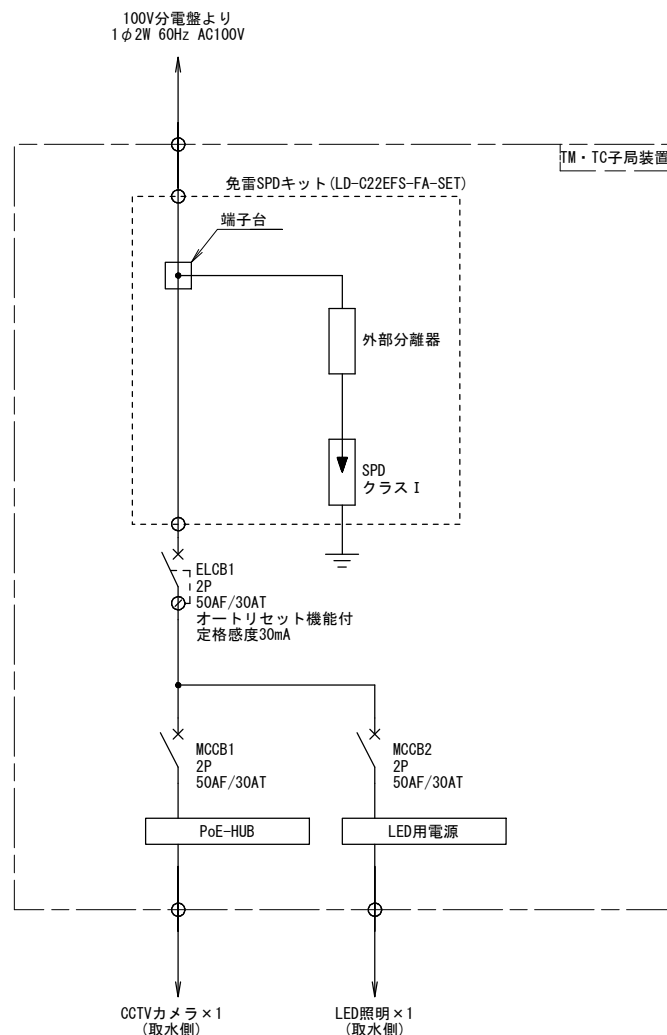 100V分電盤より
1φ2W 60Hz AC100V
TM・TC子局装置
免雷SPDキット(LD-C22EFS-FA-SET)
端子台
外部分離器
SPD
クラスⅠ
ELCB1
2P
50AF/30AT
オートリセット機能付
定格感度30mA
MCCB1
2P
50AF/30AT
MCCB2
2P
50AF/30AT
PoE-HUB
LED用電源
CCTVカメラ×1
(取水側)
LED照明×1
(取水側)